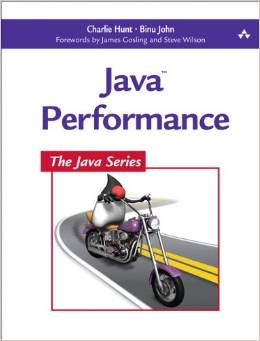 Charlie Hunt • Binu John
Forewords by James Gosling and Steve Wilson
Java™
Performance
The Java Series